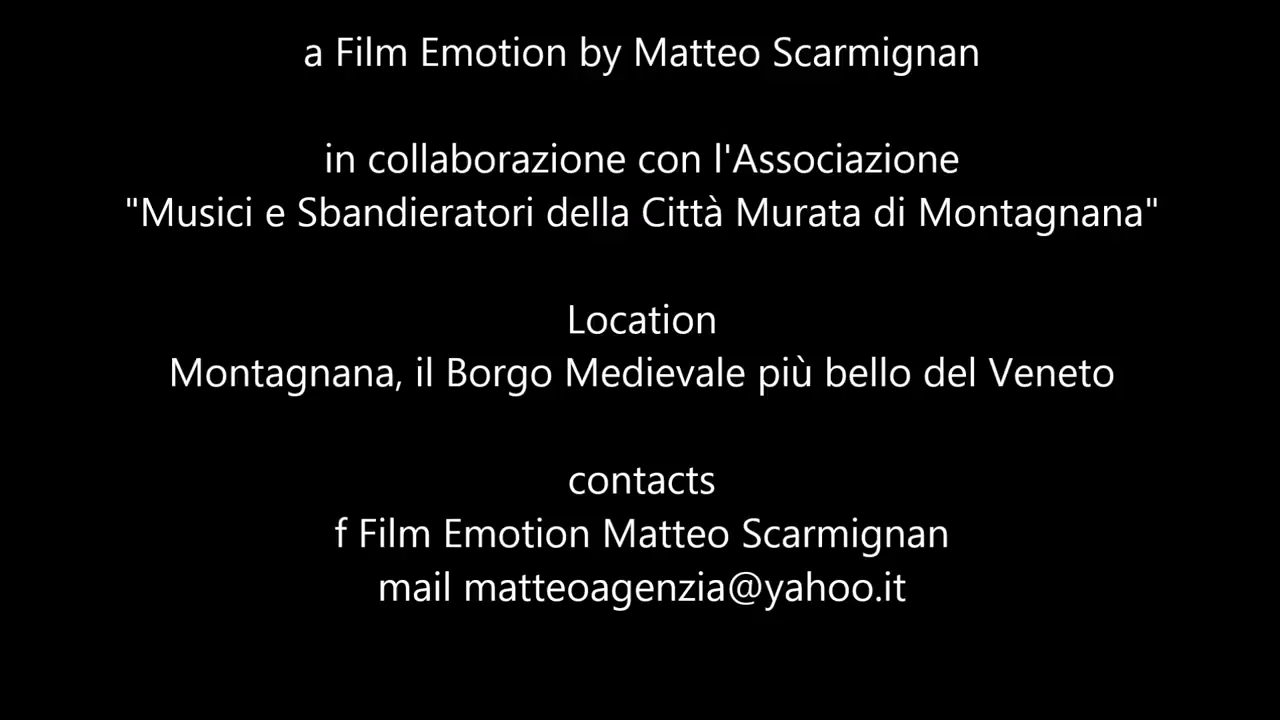 a Film Emotion by Matteo Scarmignan
in collaborazione con l'Associazione
"Musici e Sbandieratori della Città Murata di Montagnana"
Location
Montagnana, il Borgo Medievale più bello del Veneto
contacts
f Film Emotion Matteo Scarmignan
mail matteoagenzia@yahoo.it